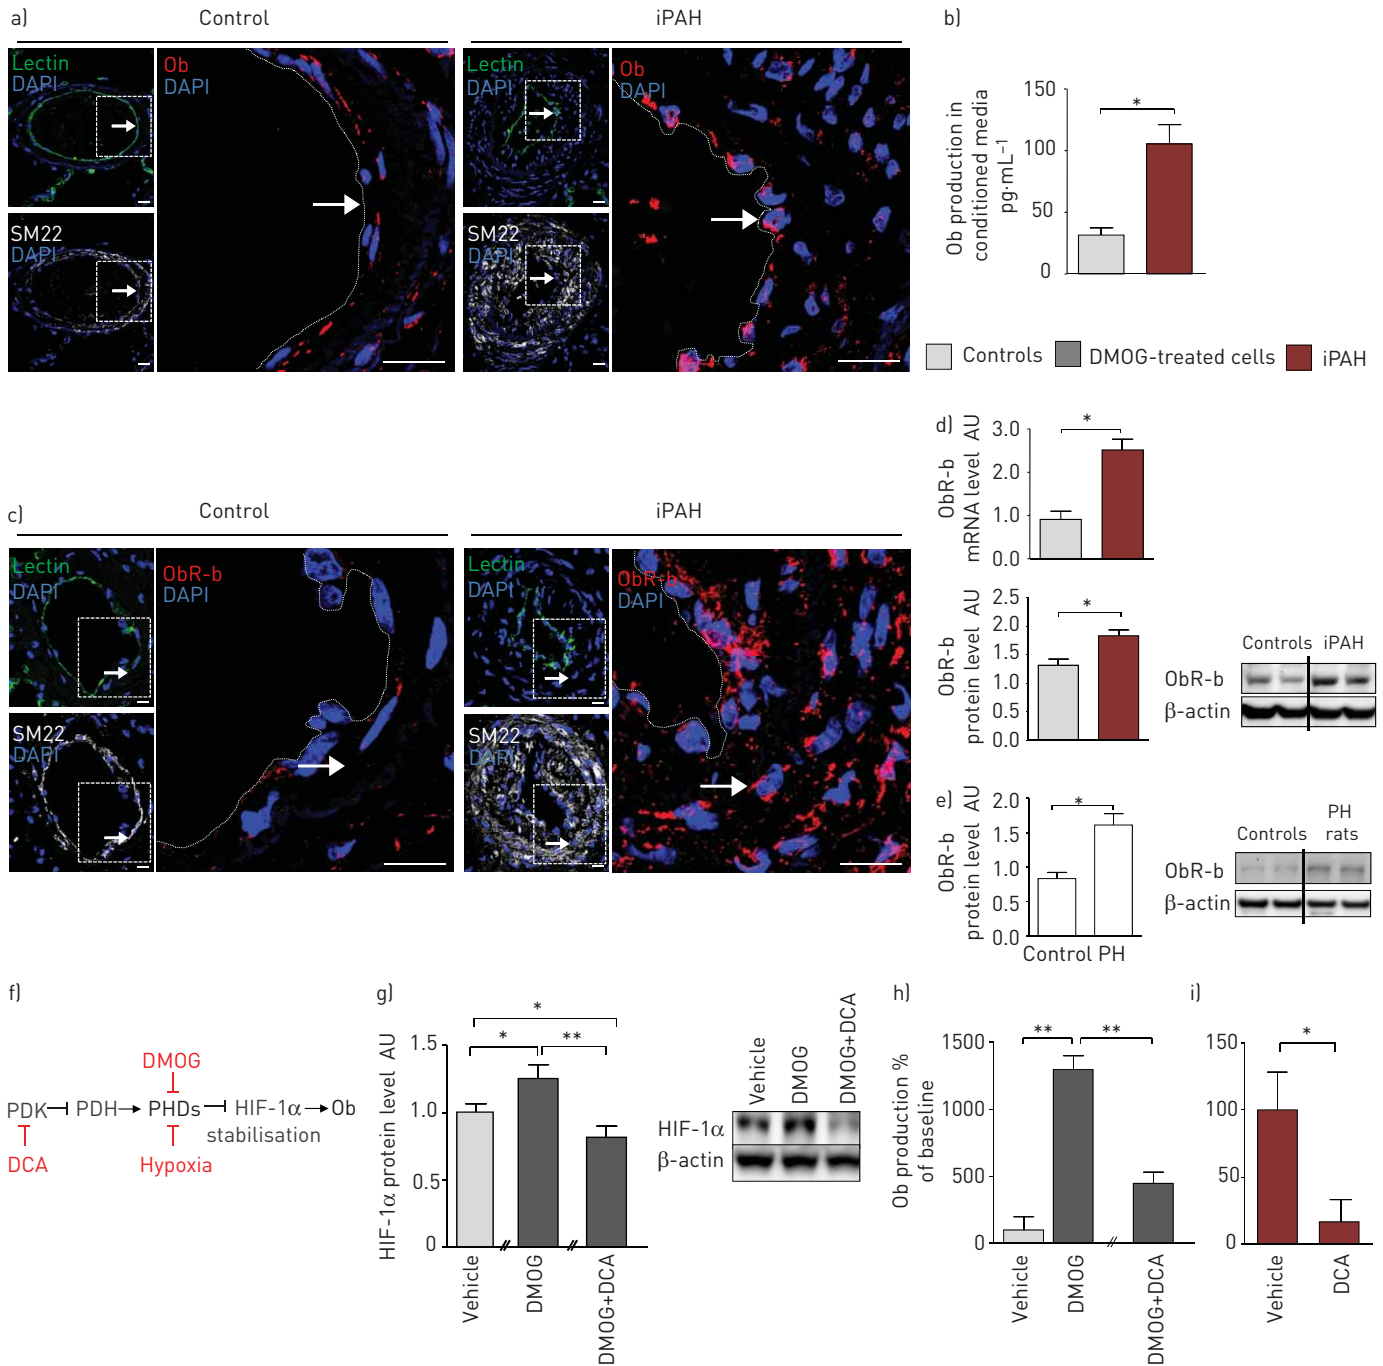 a)
Control
iPAH
Lectin
DAPI
Ob
DAPI
SM22
DAPI
Lectin
DAPI
Ob
DAPI
SM22
DAPI
b)
Ob production in
conditioned media
pg·mL–1
150
100
50
0
*
Controls
DMOG-treated cells
iPAH
c)
Control
iPAH
Lectin
DAPI
ObR-b
DAPI
SM22
DAPI
Lectin
DAPI
ObR-b
DAPI
SM22
DAPI
d)
ObR-b
mRNA level AU
3.0
2.0
1.0
0.0
*
ObR-b
protein level AU
2.5
2.0
1.5
1.0
0.5
0.0
*
Controls
iPAH
ObR-b
β-actin
e)
ObR-b
protein level AU
2.0
1.5
1.0
0.5
0.0
*
Control PH
Controls
PH
rats
ObR-b
β-actin
f)
DMOG
PDK
PDH
PHDs
HIF-1α
Ob
stabilisation
DCA
Hypoxia
g)
HIF-1α protein level AU
1.5
1.0
0.5
0
*
*
**
Vehicle
DMOG
DMOG+DCA
Vehicle
DMOG
DMOG+DCA
HIF-1α
β-actin
h)
Ob production %
of baseline
1500
1000
500
0
**
**
Vehicle
DMOG
DMOG+DCA
i)
150
100
50
0
*
Vehicle
DCA